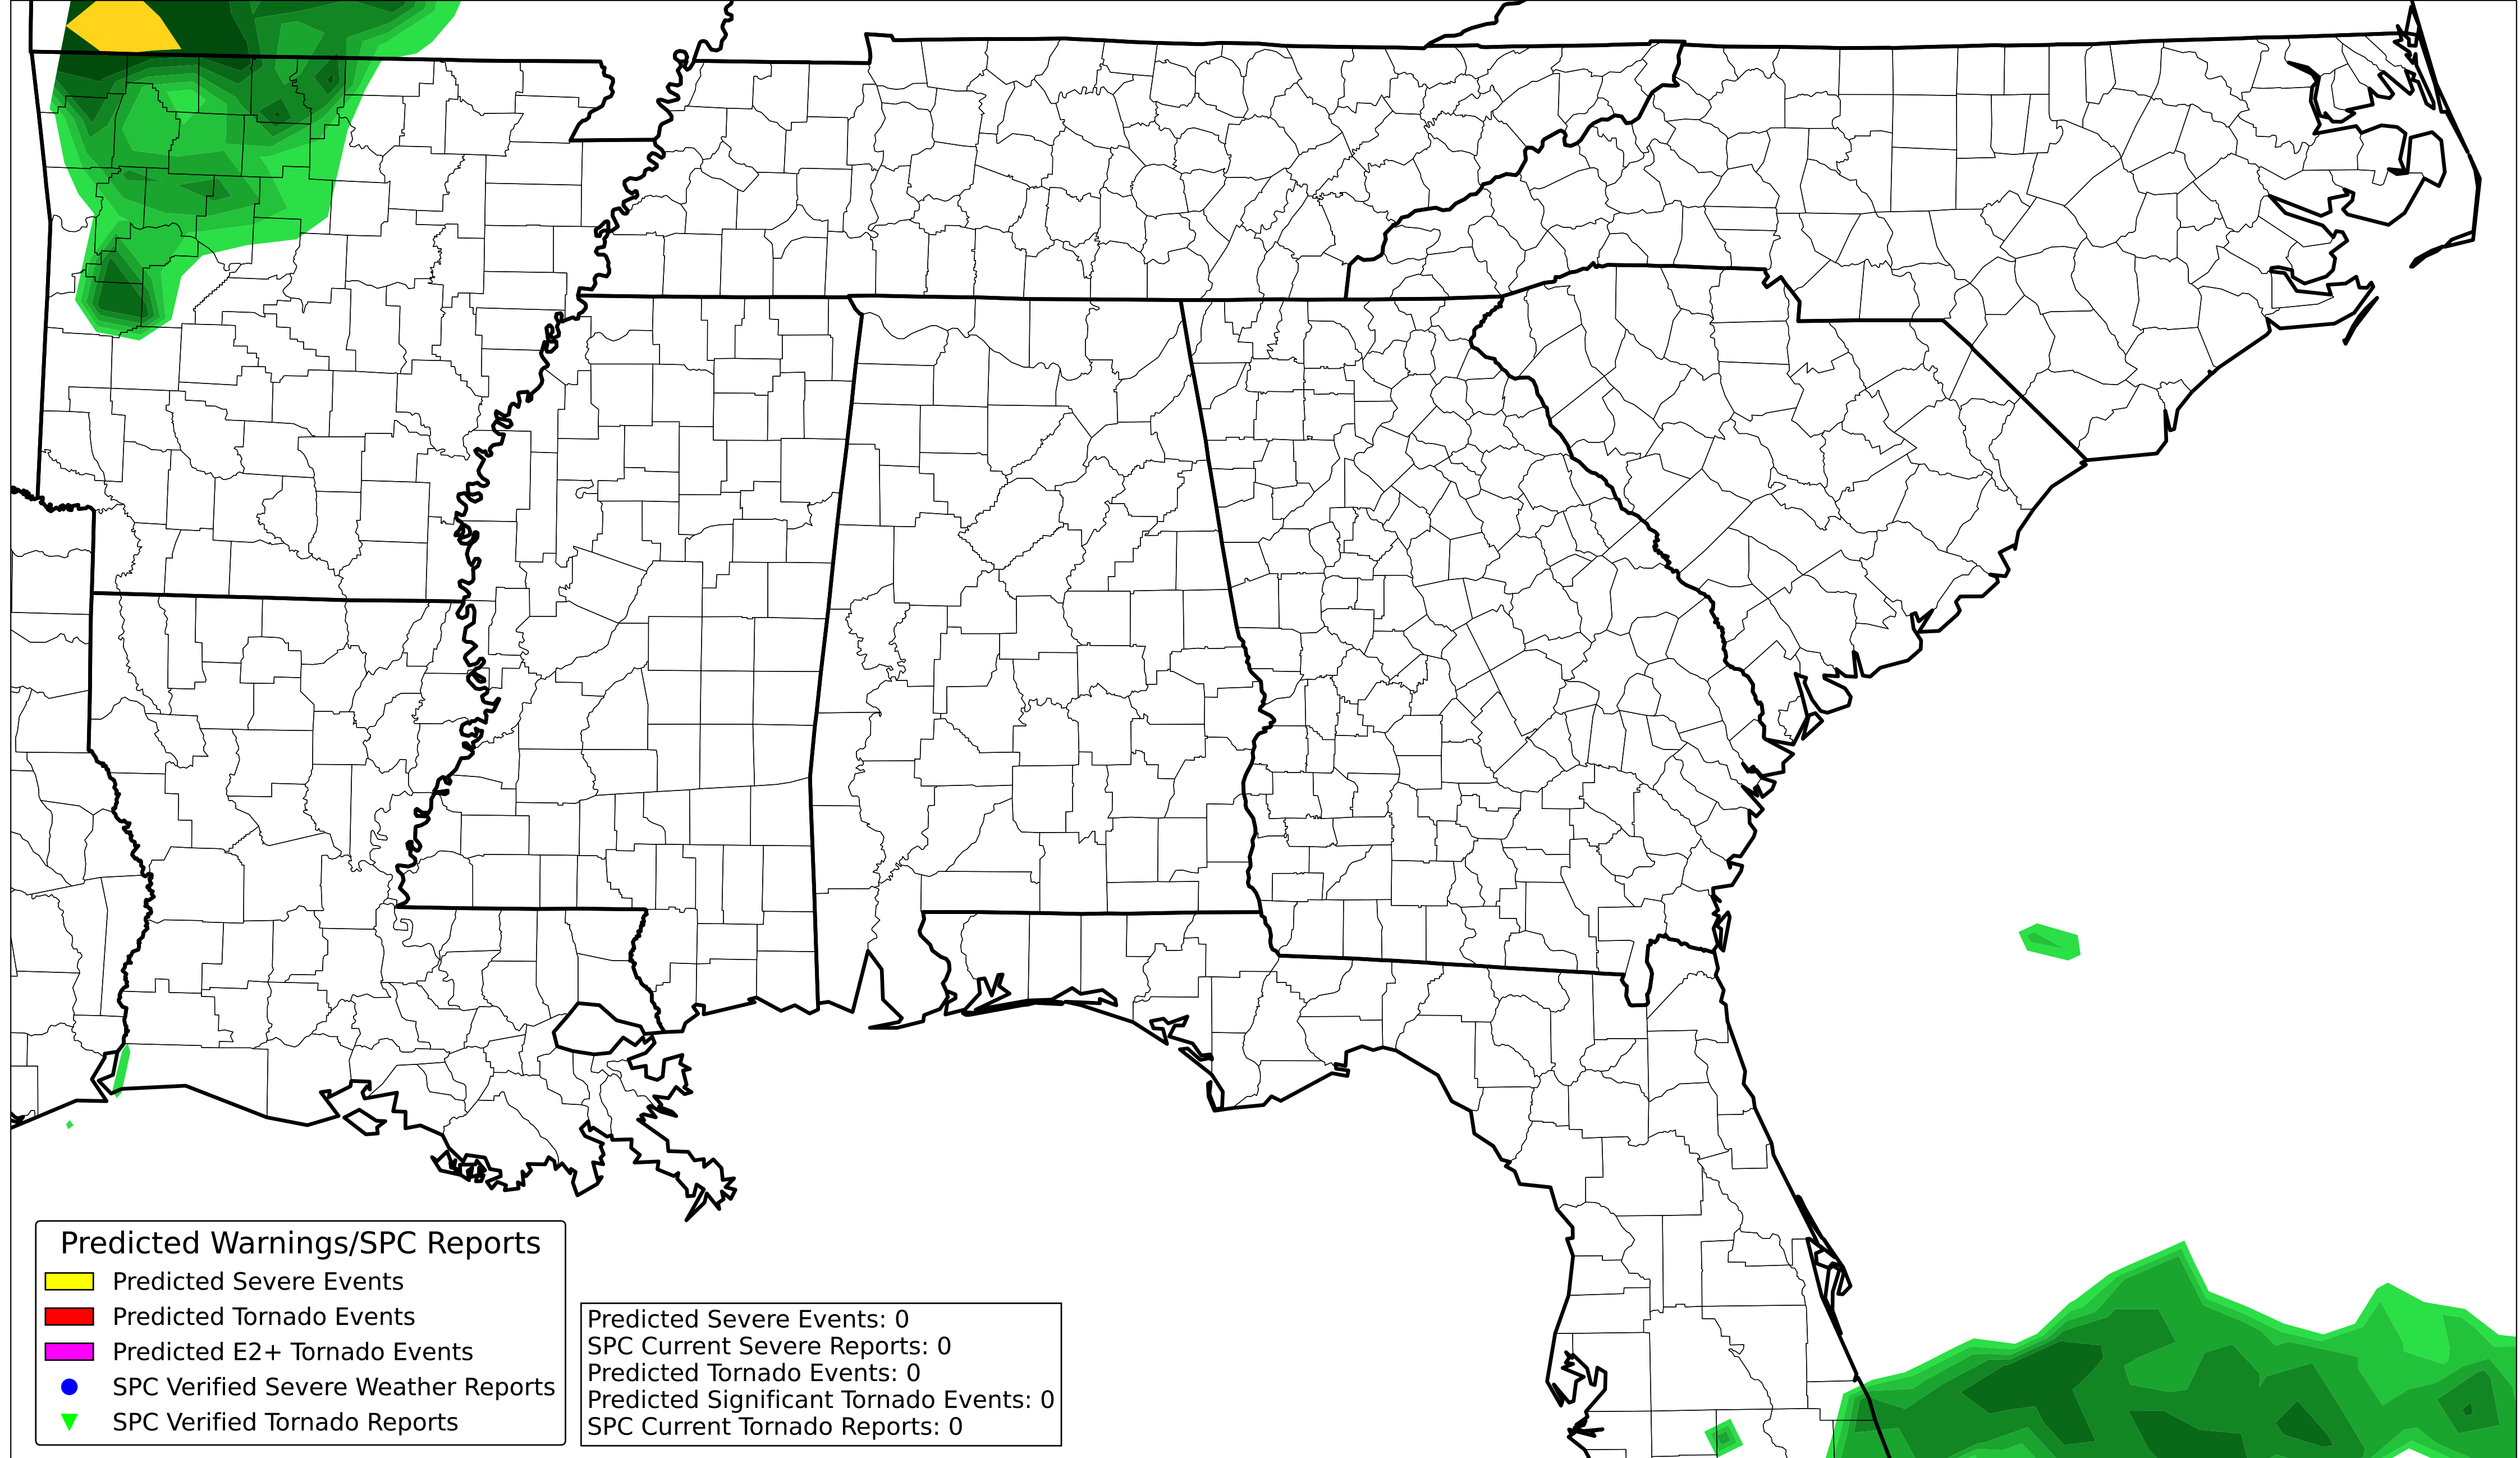 Predicted Warnings/SPC Reports
Predicted Severe Events
Predicted Tornado Events
Predicted E2+ Tornado Events
SPC Verified Severe Weather Reports
SPC Verified Tornado Reports
Predicted Severe Events: 0
SPC Current Severe Reports: 0
Predicted Tornado Events: 0
Predicted Significant Tornado Events: 0
SPC Current Tornado Reports: 0